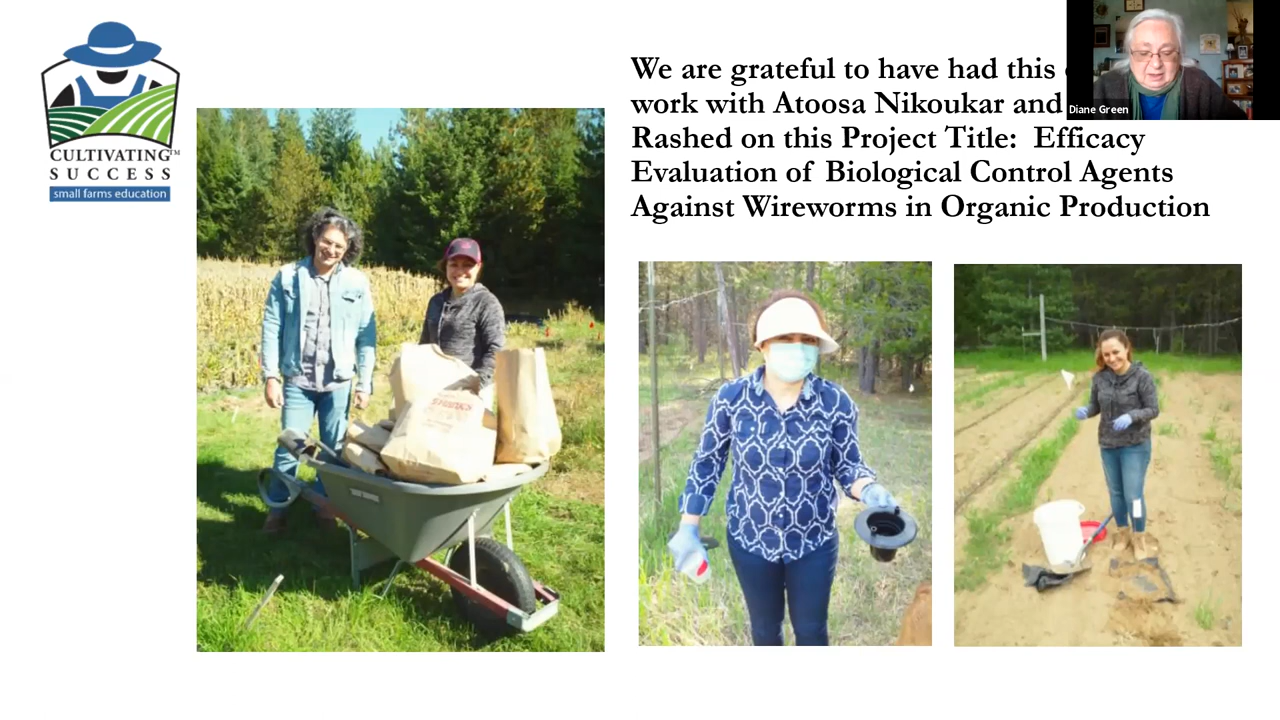 CULTIVATING™
SUCCESS
small farms education
We are grateful to have had this
work with Atoosa Nikoukar and
Rashed on this Project Title: Efficacy
Evaluation of Biological Control Agents
Against Wireworms in Organic Production
Diane Green